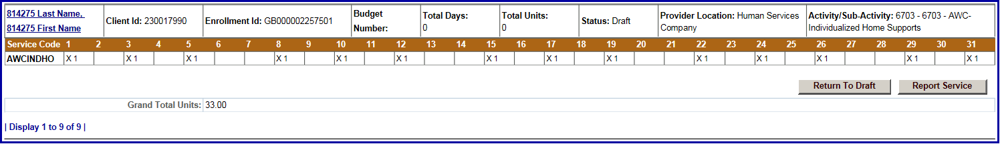 814275 Last Name, 814275 First Name Client Id: 230017990 Enrollment Id: GB000002257501 Budget Number: Total Days: 0 Total Units: 0 Status: Draft Provider Location: Human Services Company Activity/Sub-Activity: 6703 - 6703 - AWC-Individualized Home Supports
Service Code 1 2 3 4 5 6 7 8 9 10 11 12 13 14 15 16 17 18 19 20 21 22 23 24 25 26 27 28 29 30 31
AWCINDHO X 1 X 1 X 1 X 1 X 1 X 1 X 1 X 1 X 1 X 1 X 1 X 1 X 1 X 1
Return To Draft Report Service
Grand Total Units: 33.00
| Display 1 to 9 of 9 |